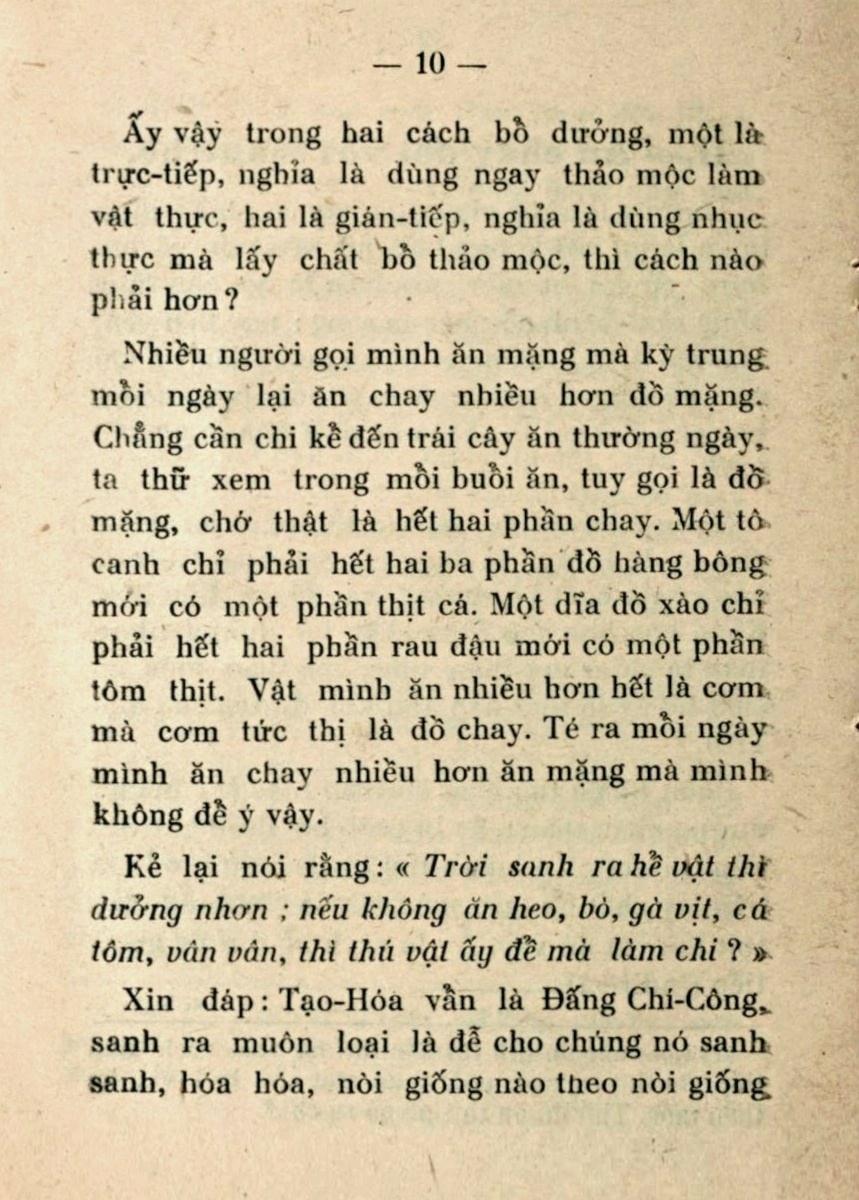 — 10 —
Ấy vậy trong hai cách bồ dưởng, một là
trực-tiếp, nghỉa là dùng ngay thảo mộc làm
vật thực, hai là gián-tiếp, nghỉa là dùng nhục
thực mà lấy chất bồ thảo mộc, thì cách nào
phải hơn ?
Nhiều người gọi mình ăn mặng mà kỳ trung
mỗi ngày lại ăn chay nhiều hơn đồ mặng.
Chẳng cần chi kề đến trái cây ăn thường ngày,
ta thữ xem trong mỗi buồi ăn, tuy gọi là đồ
mặng, chớ thật là hết hai phần chay. Một tô
canh chỉ phải hết hai ba phần đồ hàng bông
mới có một phần thịt cá. Một dĩa đồ xào chỉ
phải hết hai phần rau đậu mới có một phần
tôm thịt. Vật mình ăn nhiều hơn hết là cơm
mà cơm tức thị là đồ chay. Té ra mỗi ngày
mình ăn chay nhiều hơn ăn mặng mà mình
không đề ý vậy.
Kẻ lại nói rằng : « Trời sanh ra hề vật thì
dưởng nhơn ; nếu không ăn heo, bò, gà vịt, cá
tôm, vân vân, thì thú vật ấy đề mà làm chi ? »
Xin đáp : Tạo-Hóa vẫn là Đấng Chí-Công,
sanh ra muôn loại là để cho chúng nó sanh
sanh, hóa hóa, nòi giống nào theo nòi giống